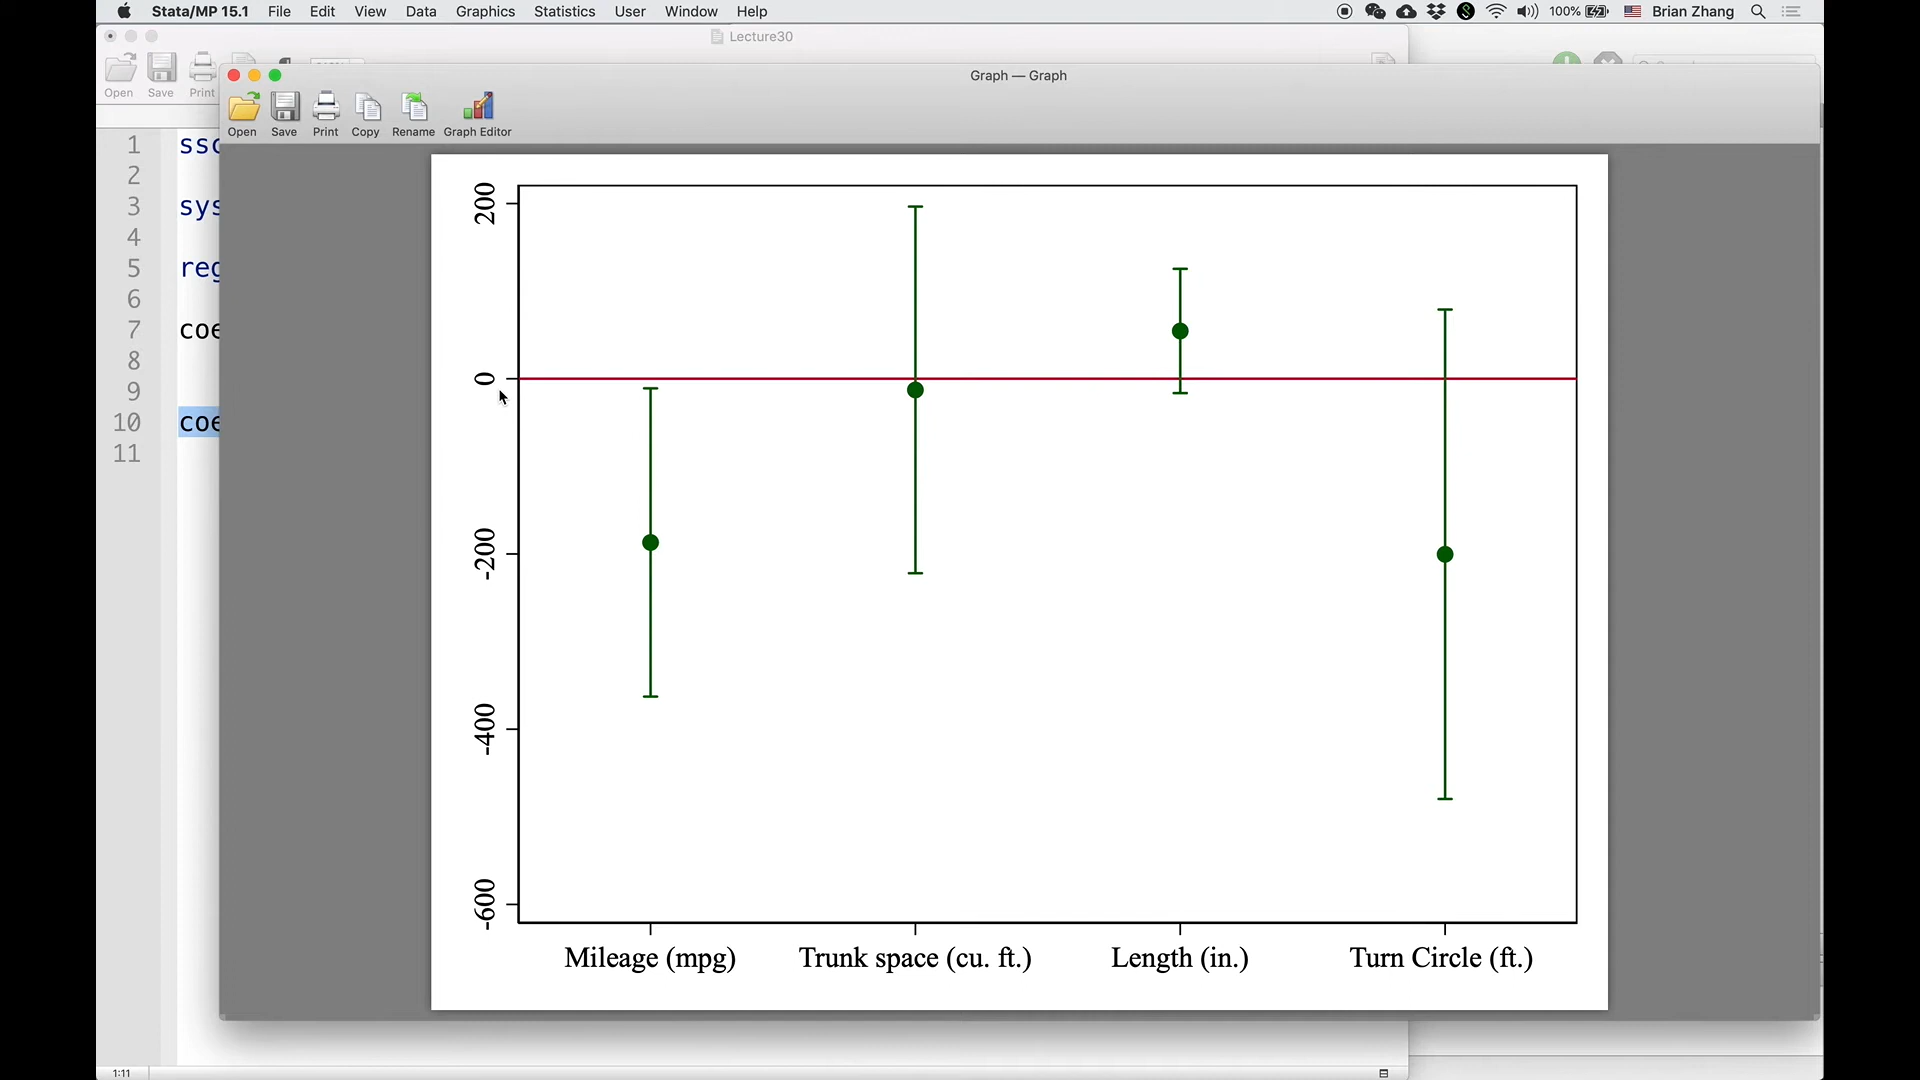 Stata/MP 15.1 File Edit View Data Graphics Statistics User Window Help 100% Brian Zhang
Lecture30
Open Save Print
Graph — Graph
Open Save Print Copy Rename Graph Editor
1 ssc
2
3 sys
4
5 reg
6
7 coe
8
9
10 coe
11
200
0
-200
-400
-600
Mileage (mpg) Trunk space (cu. ft.) Length (in.) Turn Circle (ft.)
1:11